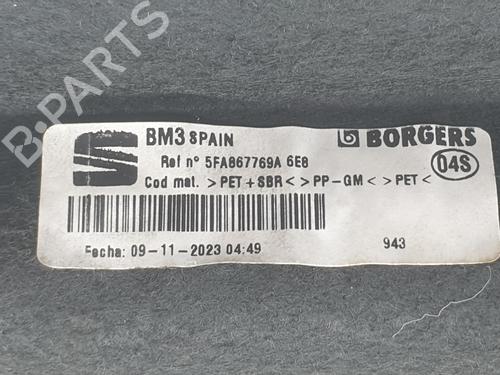 BM3 SPAIN
BORGERS
Ref nº 5FA867769A 6E8
04S
Cod mat. >PET+SBR< >PP-GM< >PET<
Fecha: 09-11-2023 04:49
943
B-PARTS